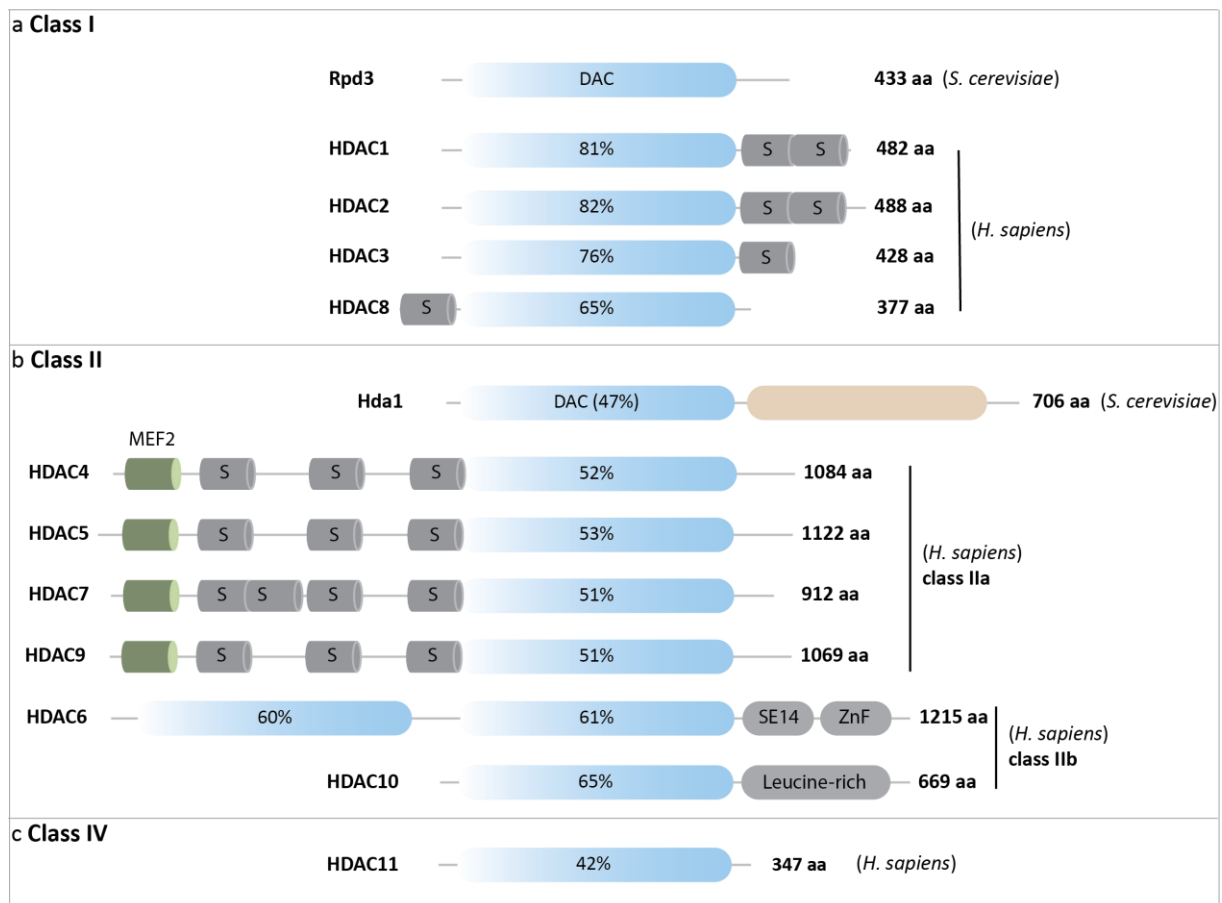 a Class I
Rpd3 DAC 433 aa (S. cerevisiae)
HDAC1 81% S S 482 aa
HDAC2 82% S S 488 aa
(H. sapiens)
HDAC3 76% S 428 aa
HDAC8 S 65% 377 aa
b Class II
Hda1 DAC (47%) 706 aa (S. cerevisiae)
MEF2
HDAC4 S S S 52% 1084 aa
HDAC5 S S S 53% 1122 aa
(H. sapiens)
class IIa
HDAC7 S S S S 51% 912 aa
HDAC9 S S S 51% 1069 aa
HDAC6 60% 61% SE14 ZnF 1215 aa
(H. sapiens)
class IIb
HDAC10 65% Leucine-rich 669 aa
c Class IV
HDAC11 42% 347 aa (H. sapiens)